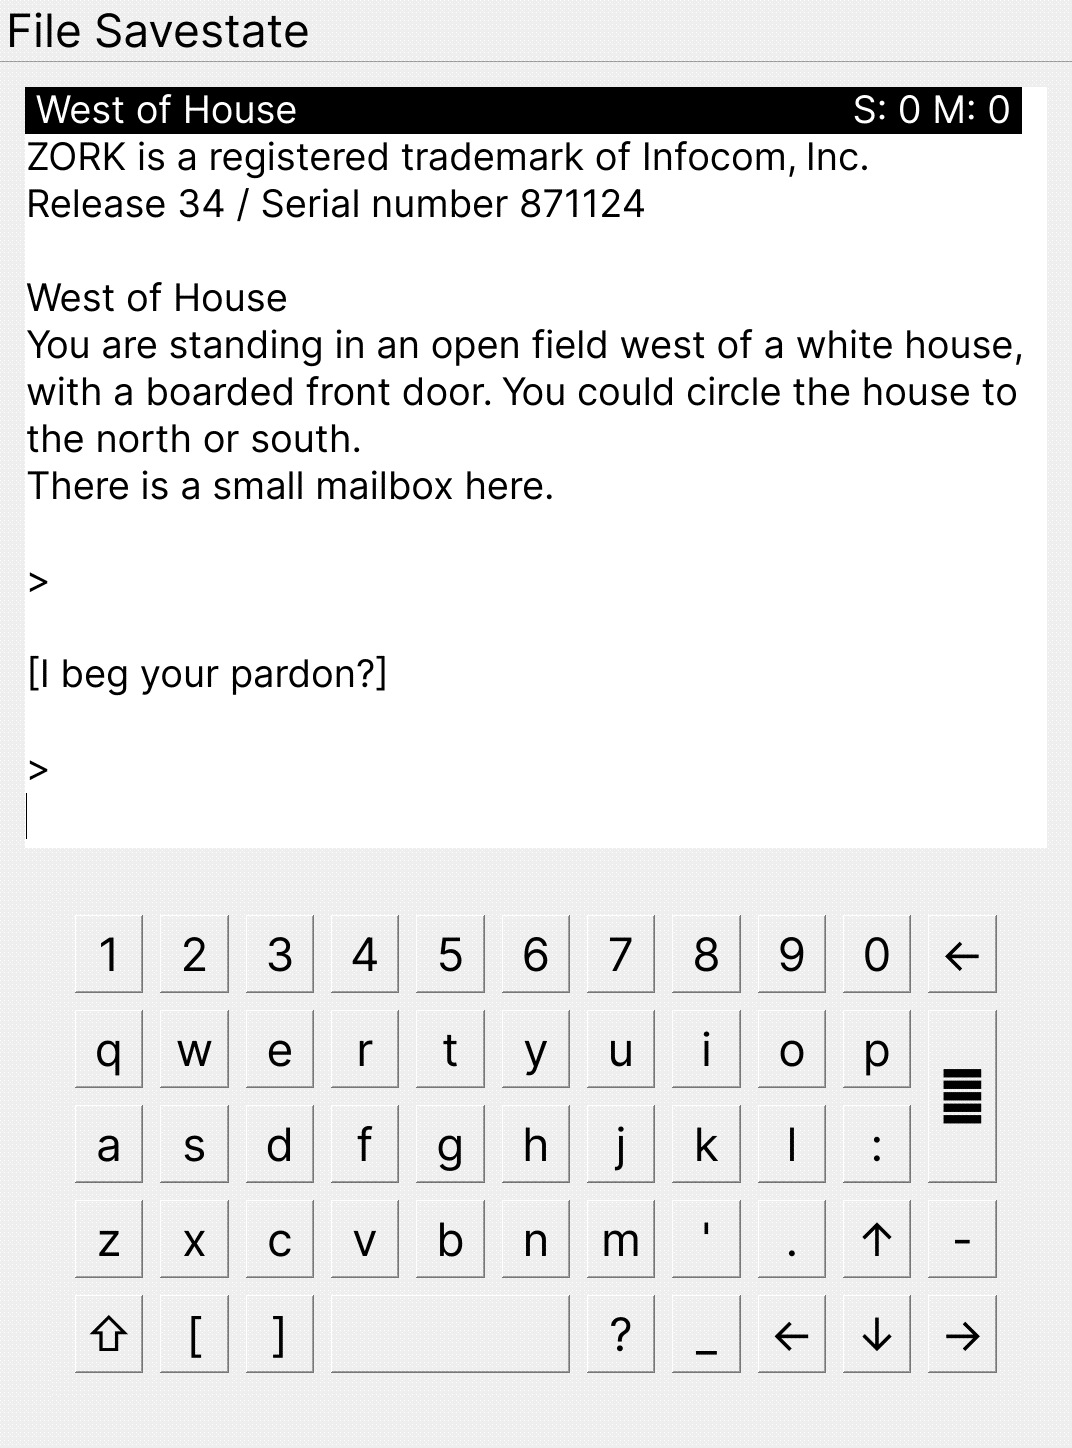 File Savestate
West of House S: 0 M: 0
ZORK is a registered trademark of Infocom, Inc.
Release 34 / Serial number 871124
West of House
You are standing in an open field west of a white house,
with a boarded front door. You could circle the house to
the north or south.
There is a small mailbox here.
>
[I beg your pardon?]
>
1 2 3 4 5 6 7 8 9 0 ←
q w e r t y u i o p
a s d f g h j k l :
z x c v b n m ' . ↑ -
⇧ [ ] ? _ ← ↓ →